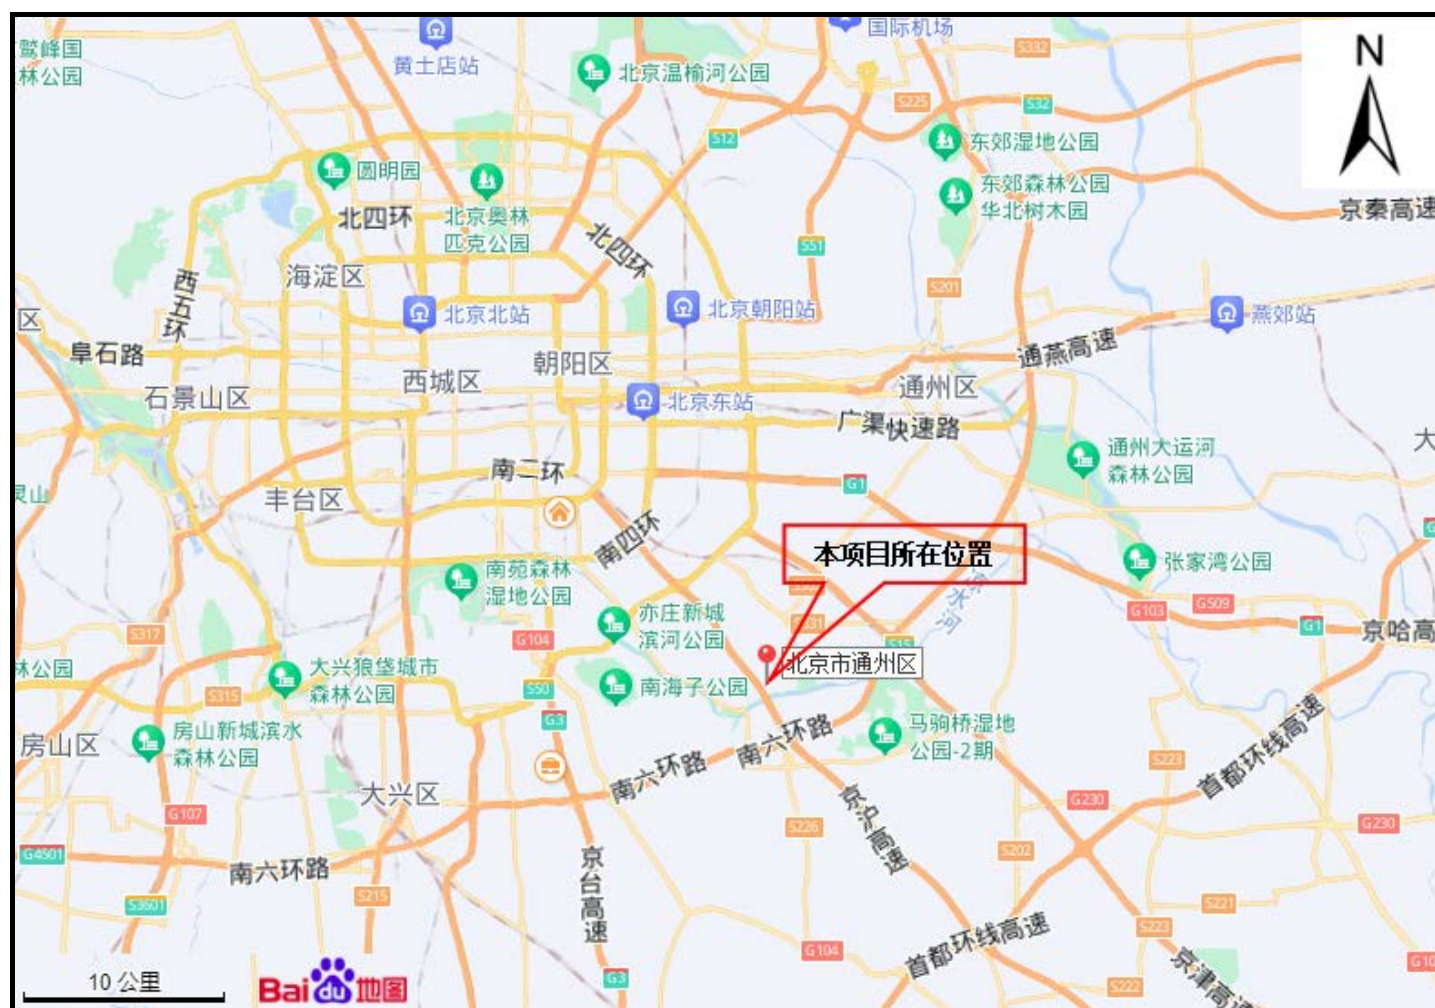 鹫峰国
林公园
黄土店站
国际机场
S332
N
北京温榆河公园
S225
S32
S12
东郊湿地公园
圆明园
东郊森林公园
华北树木园
京秦高速
北四环
北京奥林
匹克公园
北四环
S51
海淀区
西五环
S201
北京北站
北京朝阳站
燕郊站
区
阜石路
朝阳区
通燕高速
西城区
通州区
石景山区
北京东站
广渠快速路
大
通州大运河
森林公园
南二环
G1
灵山
丰台区
南四环
本项目所在位置
张家湾公园
南苑森林
湿地公园
亦庄新城
滨河公园
S317
G104
G103
G509
G1
京哈高
S15
北京市通州区
林公园
大兴狼垡城市
森林公园
S315
S50
南海子公园
G3
房山区
房山新城滨水
森林公园
马驹桥湿地
公园-2期
南六环路
南六环路
首都环线高速
S223
大兴区
G107
京沪高速
G230
G230
S226
S202
G4501
南六环路
S215
京台高速
S3601
S221
S223
首都环线高速
G104
京津高速
10 公里
Bai du 地图
G3
S222